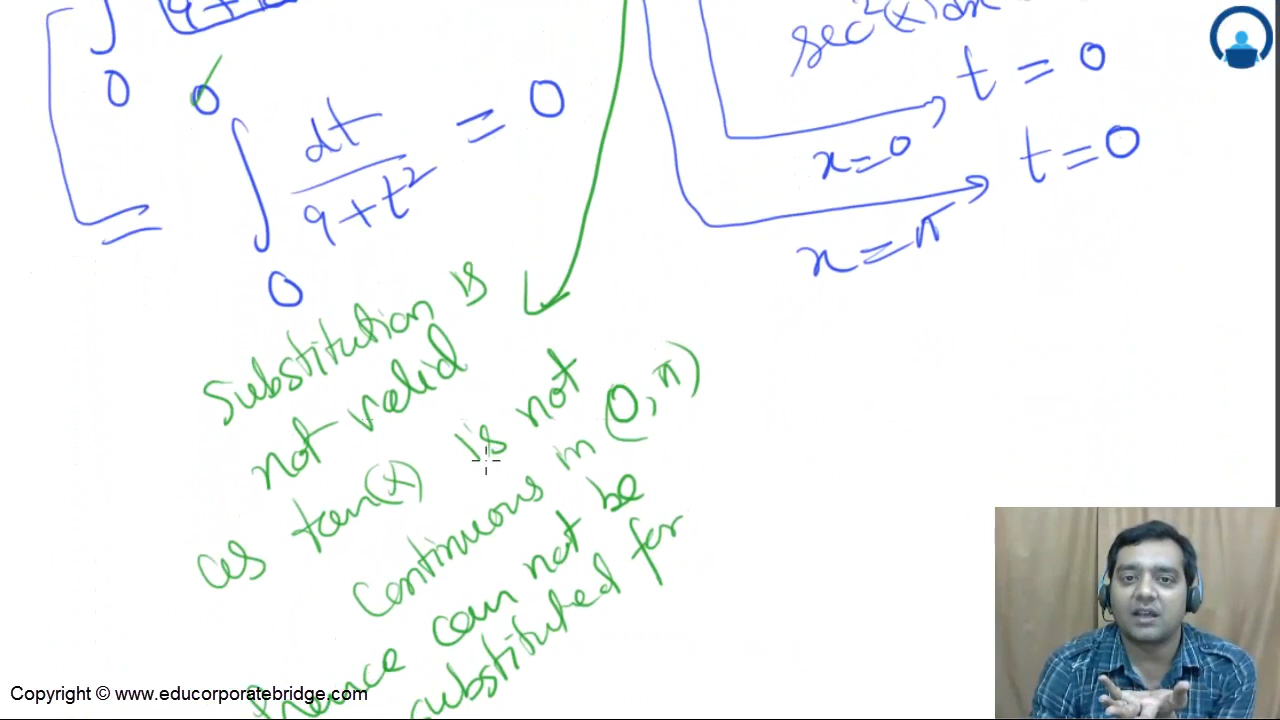 sec²(x) dx
0
t = 0
0
∫ dt / 9+t² = 0
0
x=0
t=0
x=π
substitution is
not valid
as tan(x) is not
continuous in (0, π)
hence can not be
substituted for
Copyright © www.educorporatebridge.com